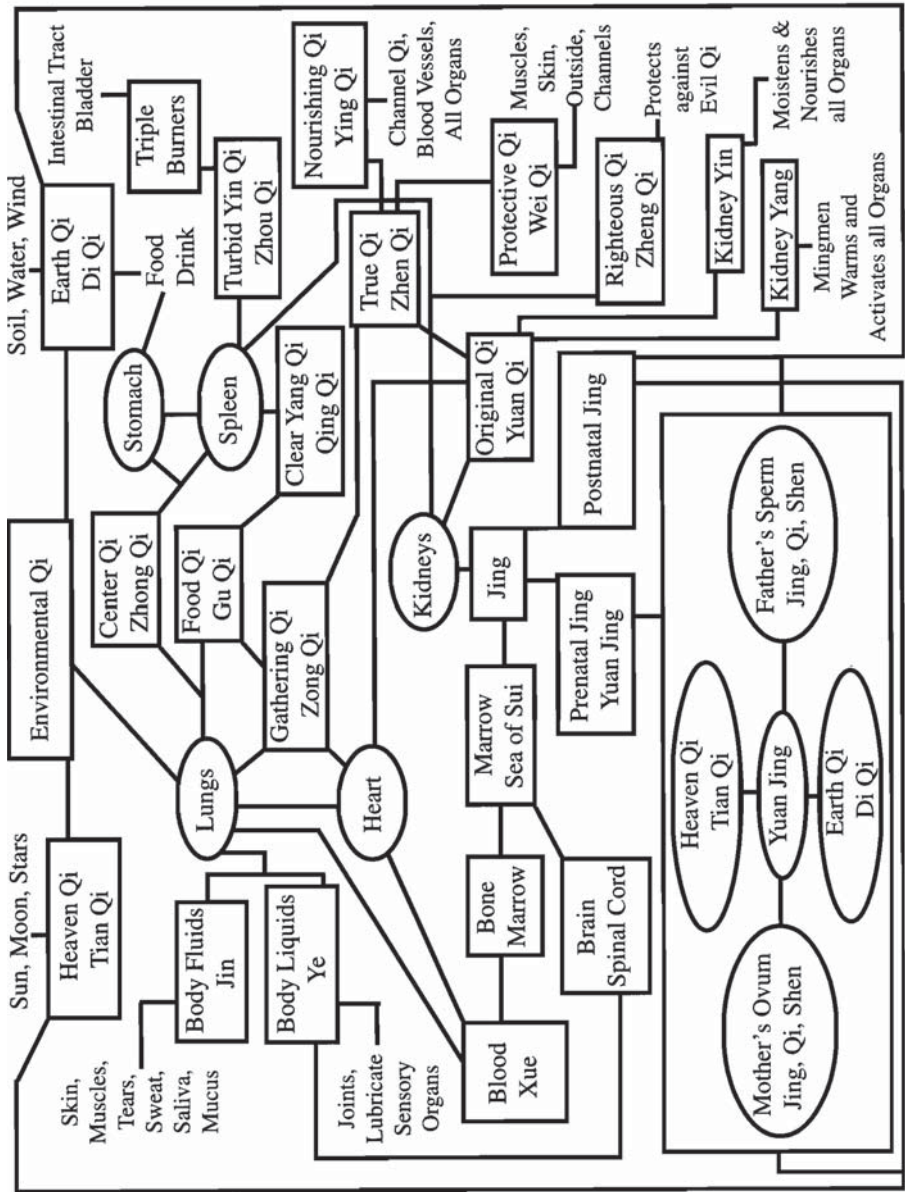 Sun, Moon, Stars
Heaven Qi
Tian Qi
Environmental Qi
Soil, Water, Wind
Earth Qi
Di Qi
Skin,
Muscles,
Tears,
Sweat,
Saliva,
Mucus
Body Fluids
Jin
Body Liquids
Ye
Joints,
Lubricate
Sensory
Organs
Lungs
Heart
Center Qi
Zhong Qi
Food Qi
Gu Qi
Gathering Qi
Zong Qi
Stomach
Food
Drink
Spleen
Clear Yang Qi
Qing Qi
Intestinal Tract
Bladder
Triple
Burners
Turbid Yin Qi
Zhou Qi
Nourishing Qi
Ying Qi
Channel Qi,
Blood Vessels,
All Organs
True Qi
Zhen Qi
Protective Qi
Wei Qi
Muscles,
Skin,
Outside,
Channels
Righteous Qi
Zheng Qi
Protects
against
Evil Qi
Kidneys
Original Qi
Yuan Qi
Kidney Yin
Moistens &
Nourishes
all Organs
Kidney Yang
Mingmen
Warms and
Activates all Organs
Blood
Xue
Bone
Marrow
Marrow
Sea of Sui
Brain
Spinal Cord
Jing
Prenatal Jing
Yuan Jing
Postnatal Jing
Heaven Qi
Tian Qi
Mother's Ovum
Jing, Qi, Shen
Yuan Jing
Father's Sperm
Jing, Qi, Shen
Earth Qi
Di Qi